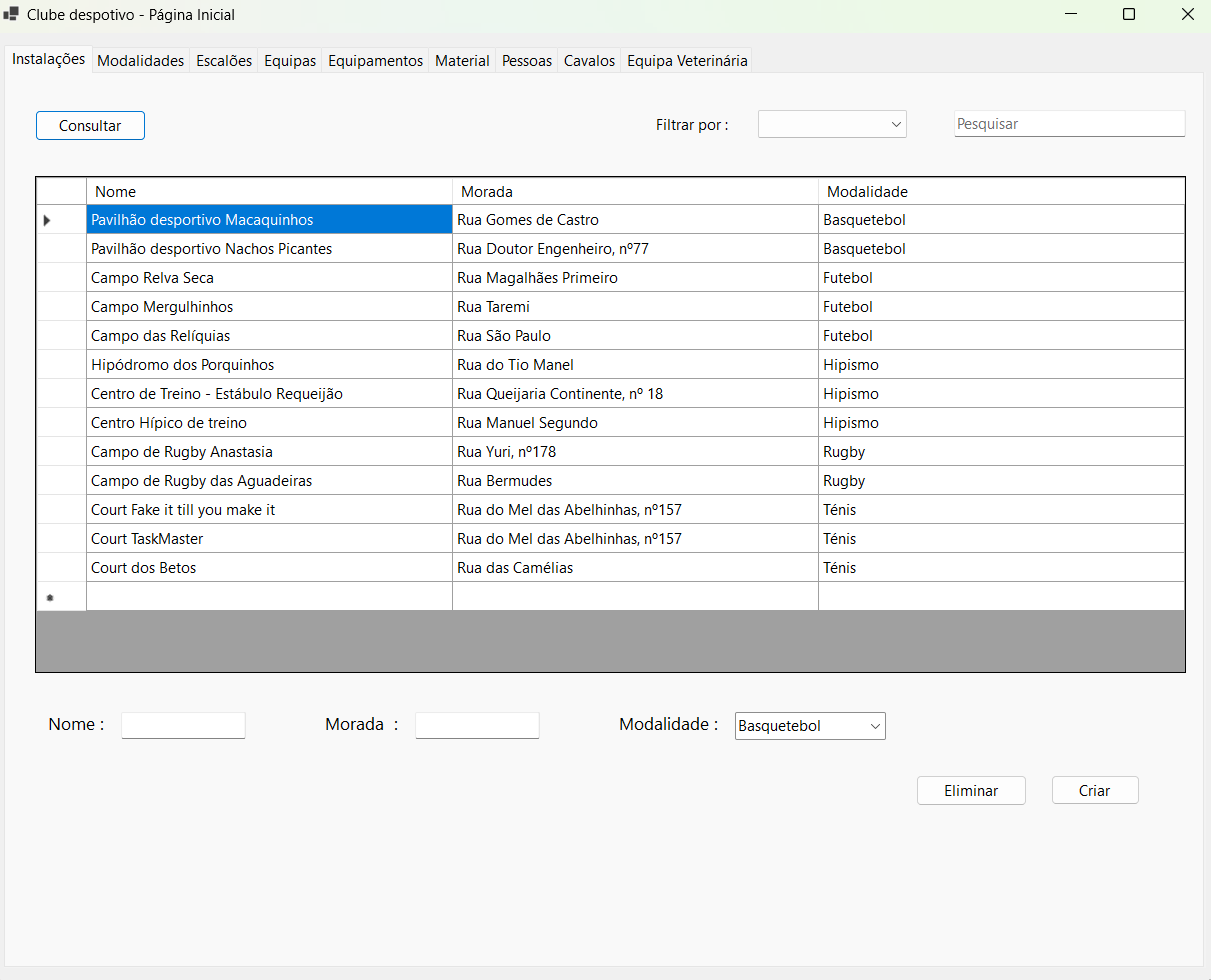 Clube despotivo - Página Inicial
Instalações Modalidades Escalões Equipas Equipamentos Material Pessoas Cavalos Equipa Veterinária
Consultar Filtrar por : Pesquisar
Nome Morada Modalidade
Pavilhão desportivo Macaquinhos Rua Gomes de Castro Basquetebol
Pavilhão desportivo Nachos Picantes Rua Doutor Engenheiro, nº77 Basquetebol
Campo Relva Seca Rua Magalhães Primeiro Futebol
Campo Mergulhinhos Rua Taremi Futebol
Campo das Relíquias Rua São Paulo Futebol
Hipódromo dos Porquinhos Rua do Tio Manel Hipismo
Centro de Treino - Estábulo Requeijão Rua Queijaria Continente, nº 18 Hipismo
Centro Hípico de treino Rua Manuel Segundo Hipismo
Campo de Rugby Anastasia Rua Yuri, nº178 Rugby
Campo de Rugby das Aguadeiras Rua Bermudes Rugby
Court Fake it till you make it Rua do Mel das Abelhinhas, nº157 Ténis
Court TaskMaster Rua do Mel das Abelhinhas, nº157 Ténis
Court dos Betos Rua das Camélias Ténis
Nome : Morada : Modalidade : Basquetebol
Eliminar Criar